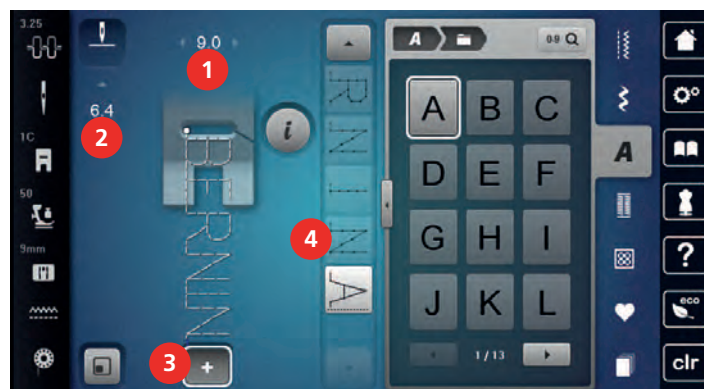 3.25
9.0
A
0-9
1
6.4
2
i
A B C
1C
R
A
D E F
50
N
I
G H I
4
N
9mm
BERNIN
?
A
J K L
eco
3
+
1/13
clr